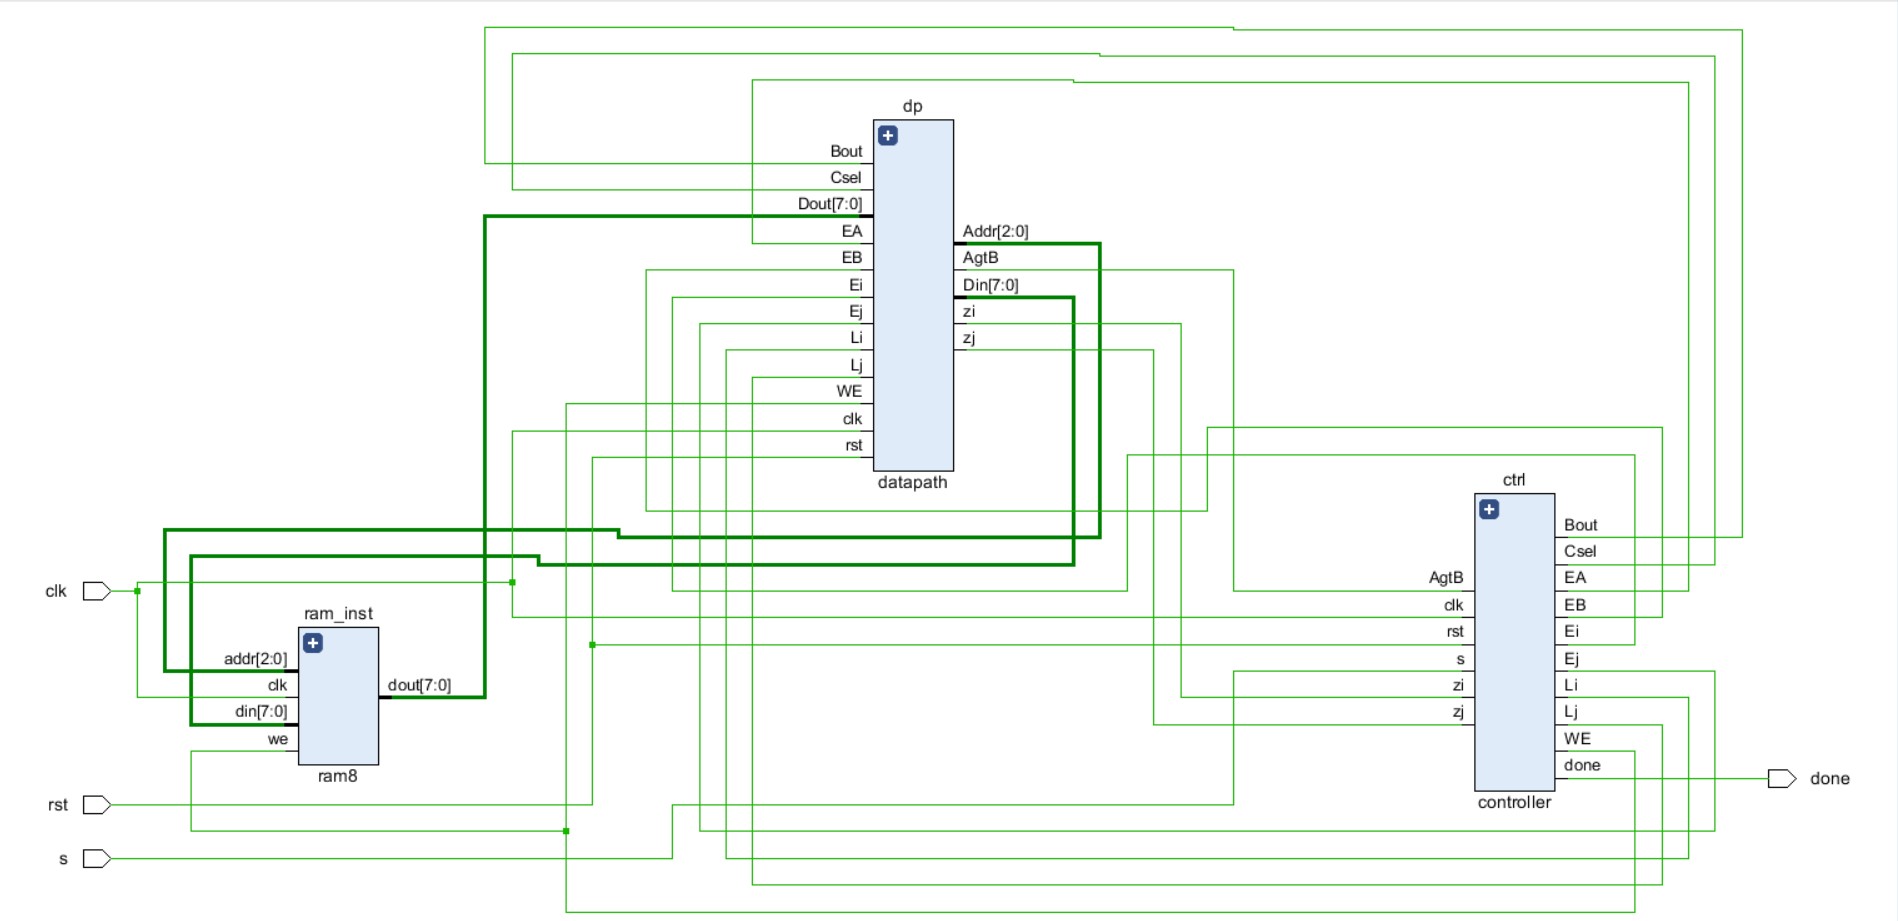 dp
Bout
Csel
Dout[7:0]
EA
EB
Ei
Ej
Li
Lj
WE
clk
rst
Addr[2:0]
AgtB
Din[7:0]
zi
zj
datapath
ctrl
AgtB
clk
rst
s
zi
zj
Bout
Csel
EA
EB
Ei
Ej
Li
Lj
WE
done
controller
done
clk
ram_inst
addr[2:0]
clk
din[7:0]
we
dout[7:0]
ram8
rst
s